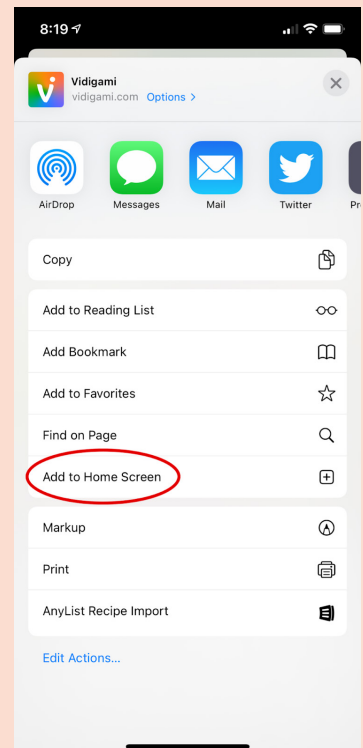 8:19
Vidigami
vidigami.com Options >
AirDrop Messages Mail Twitter Pr
Copy
Add to Reading List
Add Bookmark
Add to Favorites
Find on Page
Add to Home Screen
Markup
Print
AnyList Recipe Import
Edit Actions...